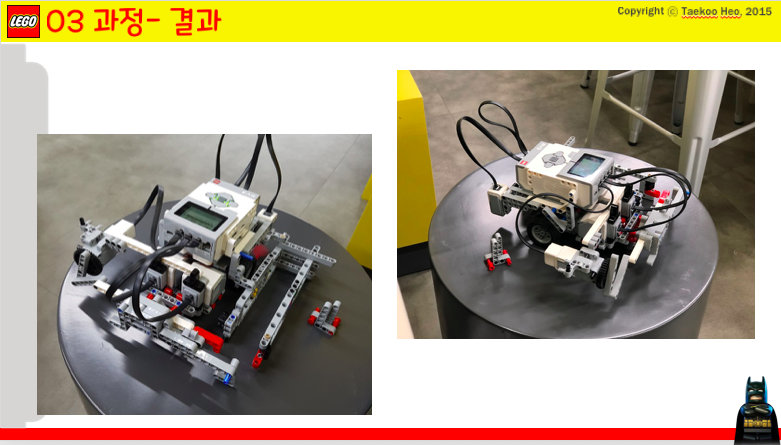 LEGO
03 과정- 결과
Copyright ⓒ Taekoo Heo, 2015